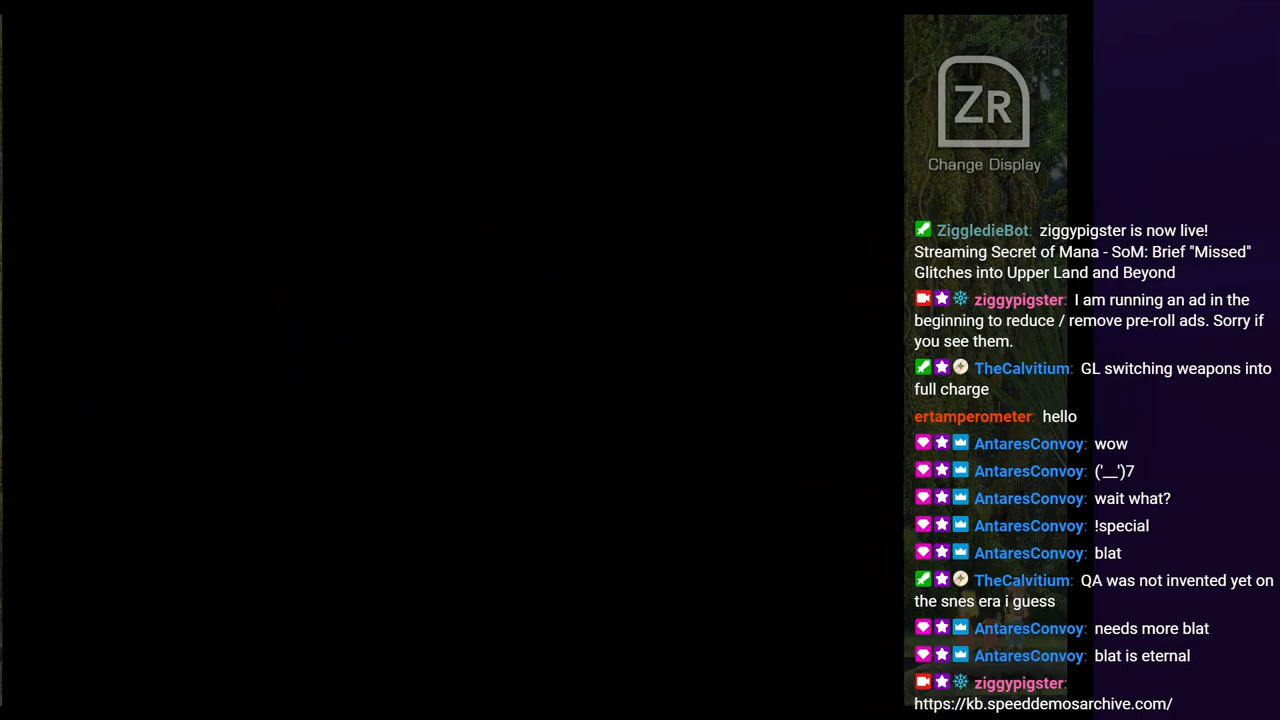 ZR
Change Display
ZiggledieBot: ziggypigster is now live!
Streaming Secret of Mana - SoM: Brief "Missed"
Glitches into Upper Land and Beyond
ziggypigster: I am running an ad in the
beginning to reduce / remove pre-roll ads. Sorry if
you see them.
TheCalvitium: GL switching weapons into
full charge
ertamperometer: hello
AntaresConvoy: wow
AntaresConvoy: ('__')7
AntaresConvoy: wait what?
AntaresConvoy: !special
AntaresConvoy: blat
TheCalvitium: QA was not invented yet on
the snes era i guess
AntaresConvoy: needs more blat
AntaresConvoy: blat is eternal
ziggypigster:
https://kb.speeddemosarchive.com/